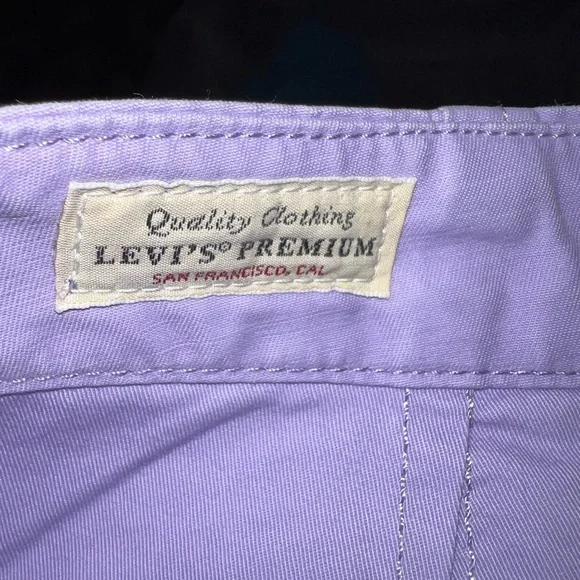 Quality Clothing
LEVI'S® PREMIUM
SAN FRANCISCO, CAL